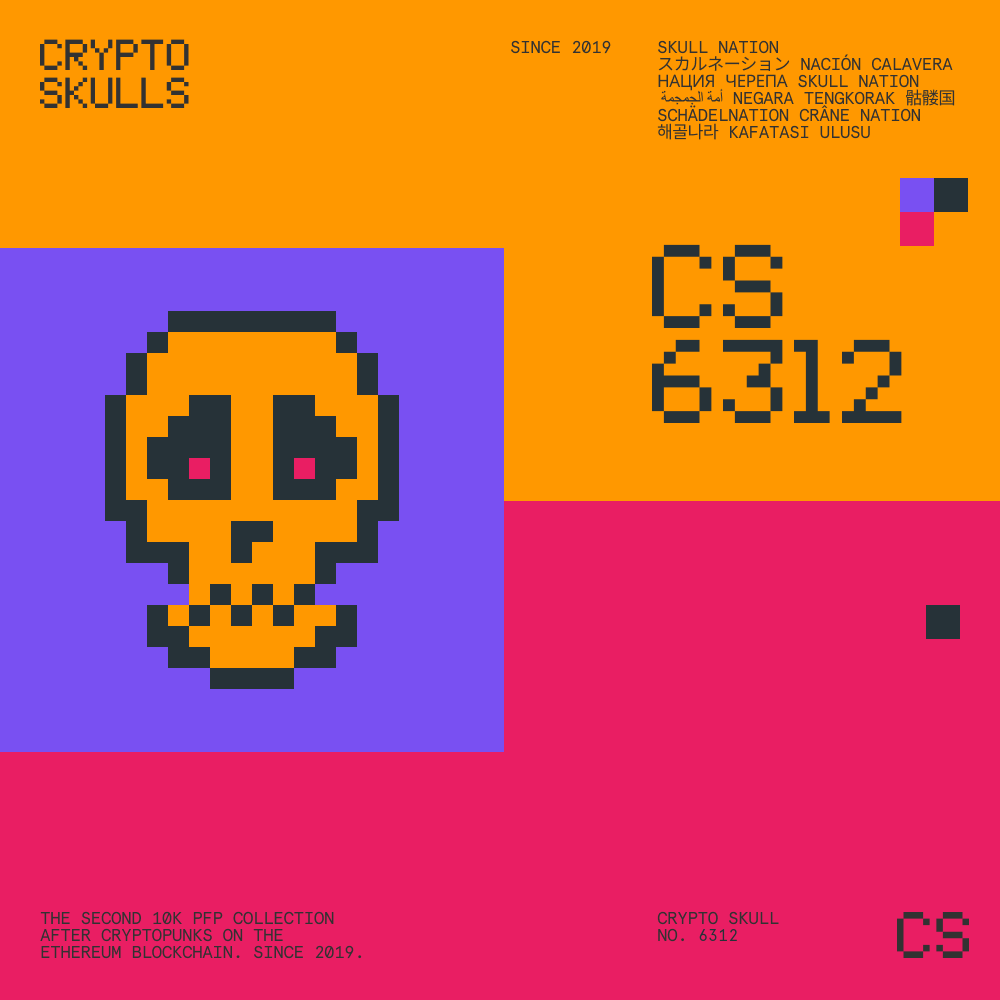 CRYPTO
SKULLS
SINCE 2019
SKULL NATION
スカルネーション NACIÓN CALAVERA
НАЦИЯ ЧЕРЕПА SKULL NATION
أمة الجمجمة NEGARA TENGKORAK 骷髅国
SCHÄDELNATION CRÂNE NATION
해골나라 KAFATASI ULUSU
CS
6312
THE SECOND 10K PFP COLLECTION
AFTER CRYPTOPUNKS ON THE
ETHEREUM BLOCKCHAIN. SINCE 2019.
CRYPTO SKULL
NO. 6312
CS